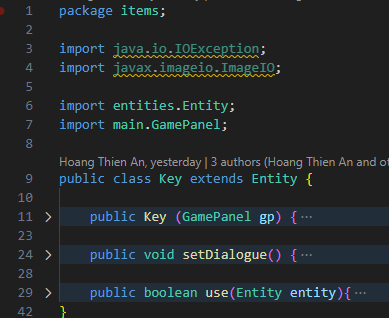 1 package items;
2
3 import java.io.IOException;
4 import javax.imageio.ImageIO;
5
6 import entities.Entity;
7 import main.GamePanel;
8
Hoang Thien An, yesterday | 3 authors (Hoang Thien An and ot
9 public class Key extends Entity {
10
11 > public Key (GamePanel gp) {···
23
24 > public void setDialogue() {···
28
29 > public boolean use(Entity entity){···
42 }